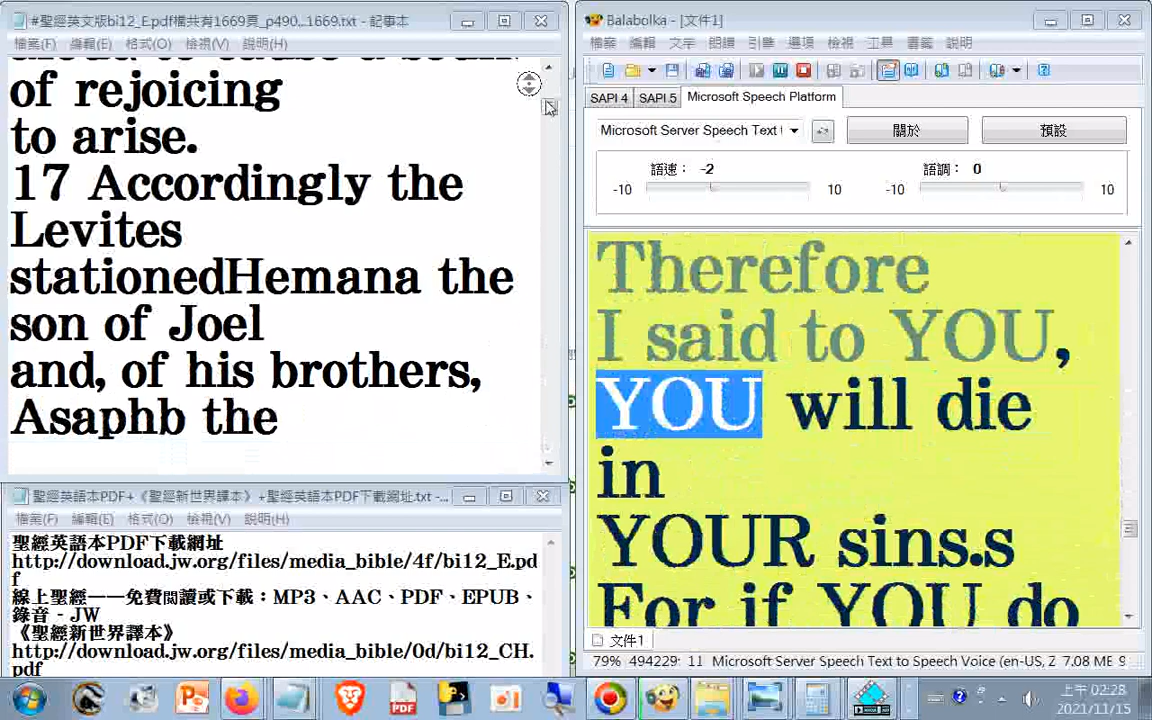 #聖經英文版bi12_E.pdf檔共有1669頁_p490,..1669.txt - 記事本
檔案(F) 編輯(E) 格式(O) 檢視(V) 說明(H)
of rejoicing
to arise.
17 Accordingly the
Levites
stationedHemana the
son of Joel
and, of his brothers,
Asaphb the
聖經英語本PDF+《聖經新世界譯本》+聖經英語本PDF下載網址.txt -...
檔案(F) 編輯(E) 格式(O) 檢視(V) 說明(H)
聖經英語本PDF下載網址
http://download.jw.org/files/media_bible/4f/bi12_E.pd
f
線上聖經——免費閱讀或下載：MP3、AAC、PDF、EPUB、
錄音 - JW
《聖經新世界譯本》
http://download.jw.org/files/media_bible/0d/bi12_CH.
pdf
Balabolka - [文件1]
檔案 編輯 文字 朗讀 引擎 選項 檢視 工具 書籤 說明
SAPI 4 SAPI 5 Microsoft Speech Platform
Microsoft Server Speech Text 關於 預設
語速： -2 語調： 0
-10 10 -10 10
Therefore
I said to YOU,
YOU will die
in
YOUR sins.s
For if YOU do
文件1
79% 494229: 11 Microsoft Server Speech Text to Speech Voice (en-US, Z 7.08 MB 9
上午 02:28
2021/11/15